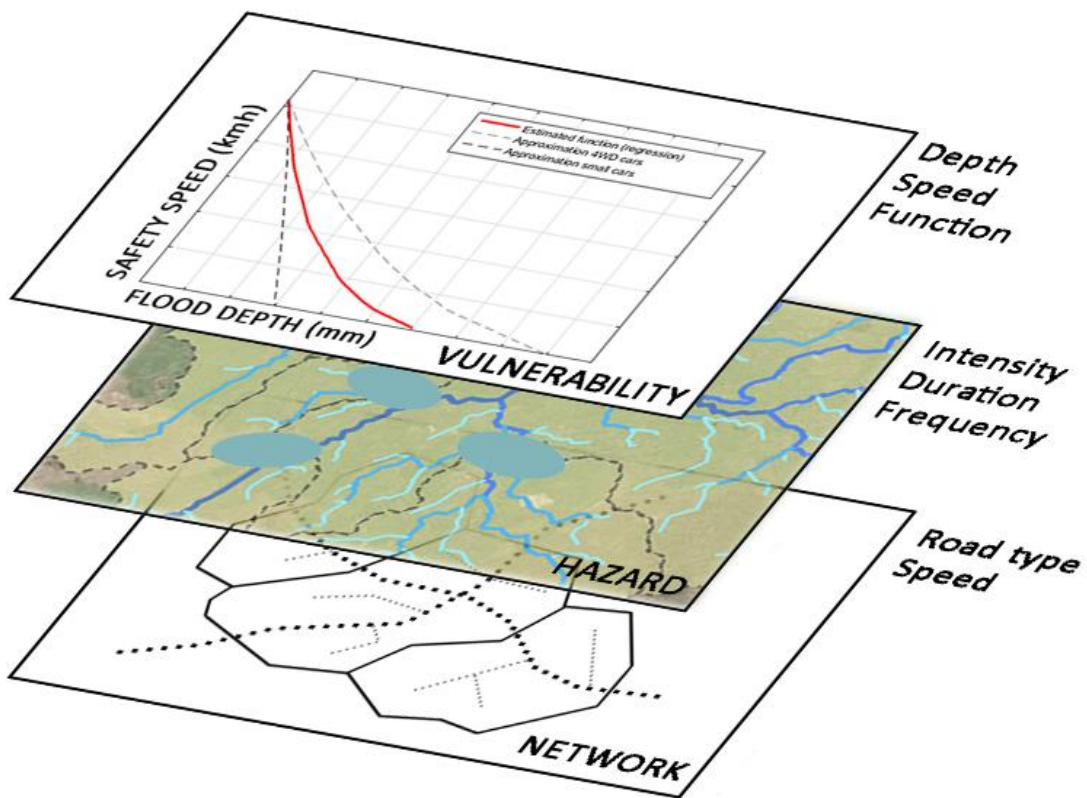 SAFETY SPEED (kmh)
Estimated function (regression)
Approximation 4WD cars
Approximation small cars
FLOOD DEPTH (mm)
VULNERABILITY
Depth
Speed
Function
HAZARD
Intensity
Duration
Frequency
NETWORK
Road type
Speed